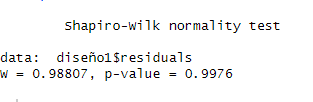 Shapiro-Wilk normality test
data: diseño1$residuals
W = 0.98807, p-value = 0.9976